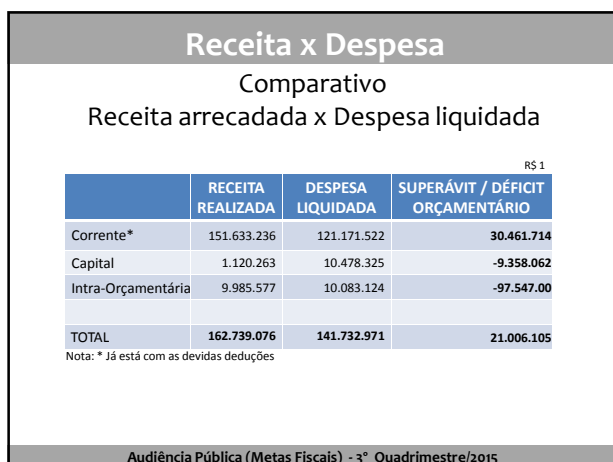 Receita x Despesa
Comparativo
Receita arrecadada x Despesa liquidada
R$ 1
RECEITA REALIZADA DESPESA LIQUIDADA SUPERÁVIT / DÉFICIT ORÇAMENTÁRIO
Corrente* 151.633.236 121.171.522 30.461.714
Capital 1.120.263 10.478.325 -9.358.062
Intra-Orçamentária 9.985.577 10.083.124 -97.547.00
TOTAL 162.739.076 141.732.971 21.006.105
Nota: * Já está com as devidas deduções
Audiência Pública (Metas Fiscais) - 3° Quadrimestre/2015